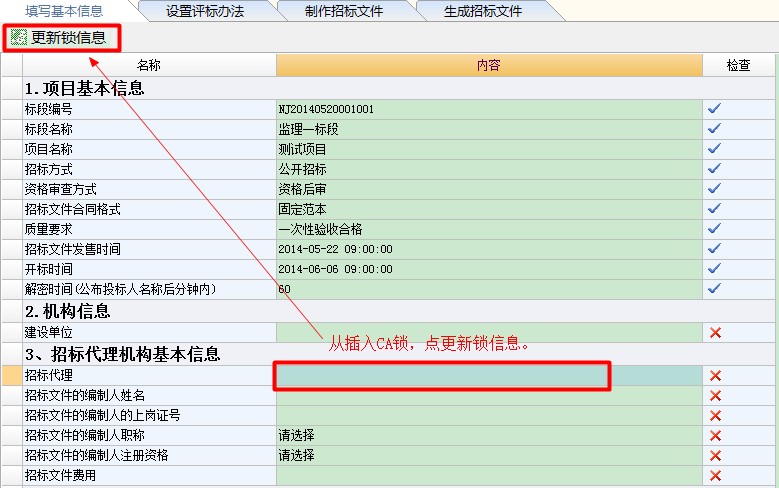 填写基本信息 设置评标办法 制作招标文件 生成招标文件
更新锁信息
名称 内容 检查
1.项目基本信息
标段编号 NJ20140520001001
标段名称 监理一标段
项目名称 测试项目
招标方式 公开招标
资格审查方式 资格后审
招标文件合同格式 固定范本
质量要求 一次性验收合格
招标文件发售时间 2014-05-22 09:00:00
开标时间 2014-06-06 09:00:00
解密时间(公布投标人名称后分钟内) 60
2.机构信息
建设单位
从插入CA锁，点更新锁信息。
3、招标代理机构基本信息
招标代理
招标文件的编制人姓名
招标文件的编制人的上岗证号
招标文件的编制人职称 请选择
招标文件的编制人注册资格 请选择
招标文件费用